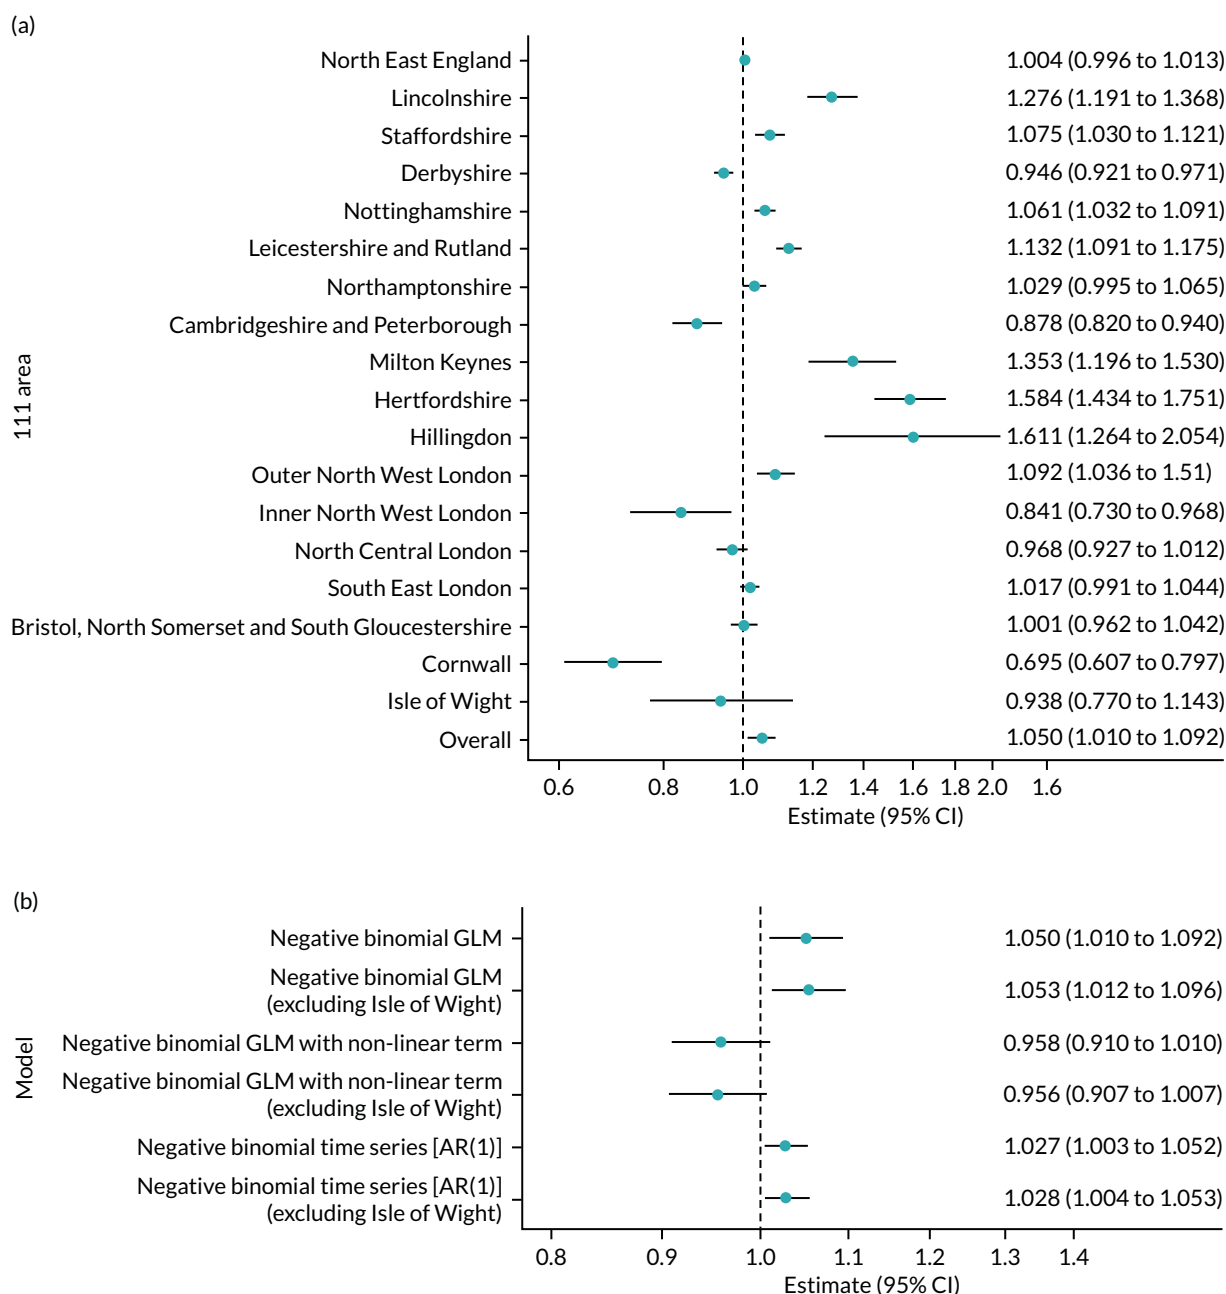 (a)
North East England 1.004 (0.996 to 1.013)
Lincolnshire 1.276 (1.191 to 1.368)
Staffordshire 1.075 (1.030 to 1.121)
Derbyshire 0.946 (0.921 to 0.971)
Nottinghamshire 1.061 (1.032 to 1.091)
Leicestershire and Rutland 1.132 (1.091 to 1.175)
Northamptonshire 1.029 (0.995 to 1.065)
Cambridgeshire and Peterborough 0.878 (0.820 to 0.940)
Milton Keynes 1.353 (1.196 to 1.530)
Hertfordshire 1.584 (1.434 to 1.751)
Hillingdon 1.611 (1.264 to 2.054)
Outer North West London 1.092 (1.036 to 1.51)
Inner North West London 0.841 (0.730 to 0.968)
North Central London 0.968 (0.927 to 1.012)
South East London 1.017 (0.991 to 1.044)
Bristol, North Somerset and South Gloucestershire 1.001 (0.962 to 1.042)
Cornwall 0.695 (0.607 to 0.797)
Isle of Wight 0.938 (0.770 to 1.143)
Overall 1.050 (1.010 to 1.092)
111 area
0.6 0.8 1.0 1.2 1.4 1.6 1.8 2.0 1.6
Estimate (95% CI)
(b)
Negative binomial GLM 1.050 (1.010 to 1.092)
Negative binomial GLM
(excluding Isle of Wight) 1.053 (1.012 to 1.096)
Negative binomial GLM with non-linear term 0.958 (0.910 to 1.010)
Negative binomial GLM with non-linear term
(excluding Isle of Wight) 0.956 (0.907 to 1.007)
Negative binomial time series [AR(1)] 1.027 (1.003 to 1.052)
Negative binomial time series [AR(1)]
(excluding Isle of Wight) 1.028 (1.004 to 1.053)
Model
0.8 0.9 1.0 1.1 1.2 1.3 1.4
Estimate (95% CI)